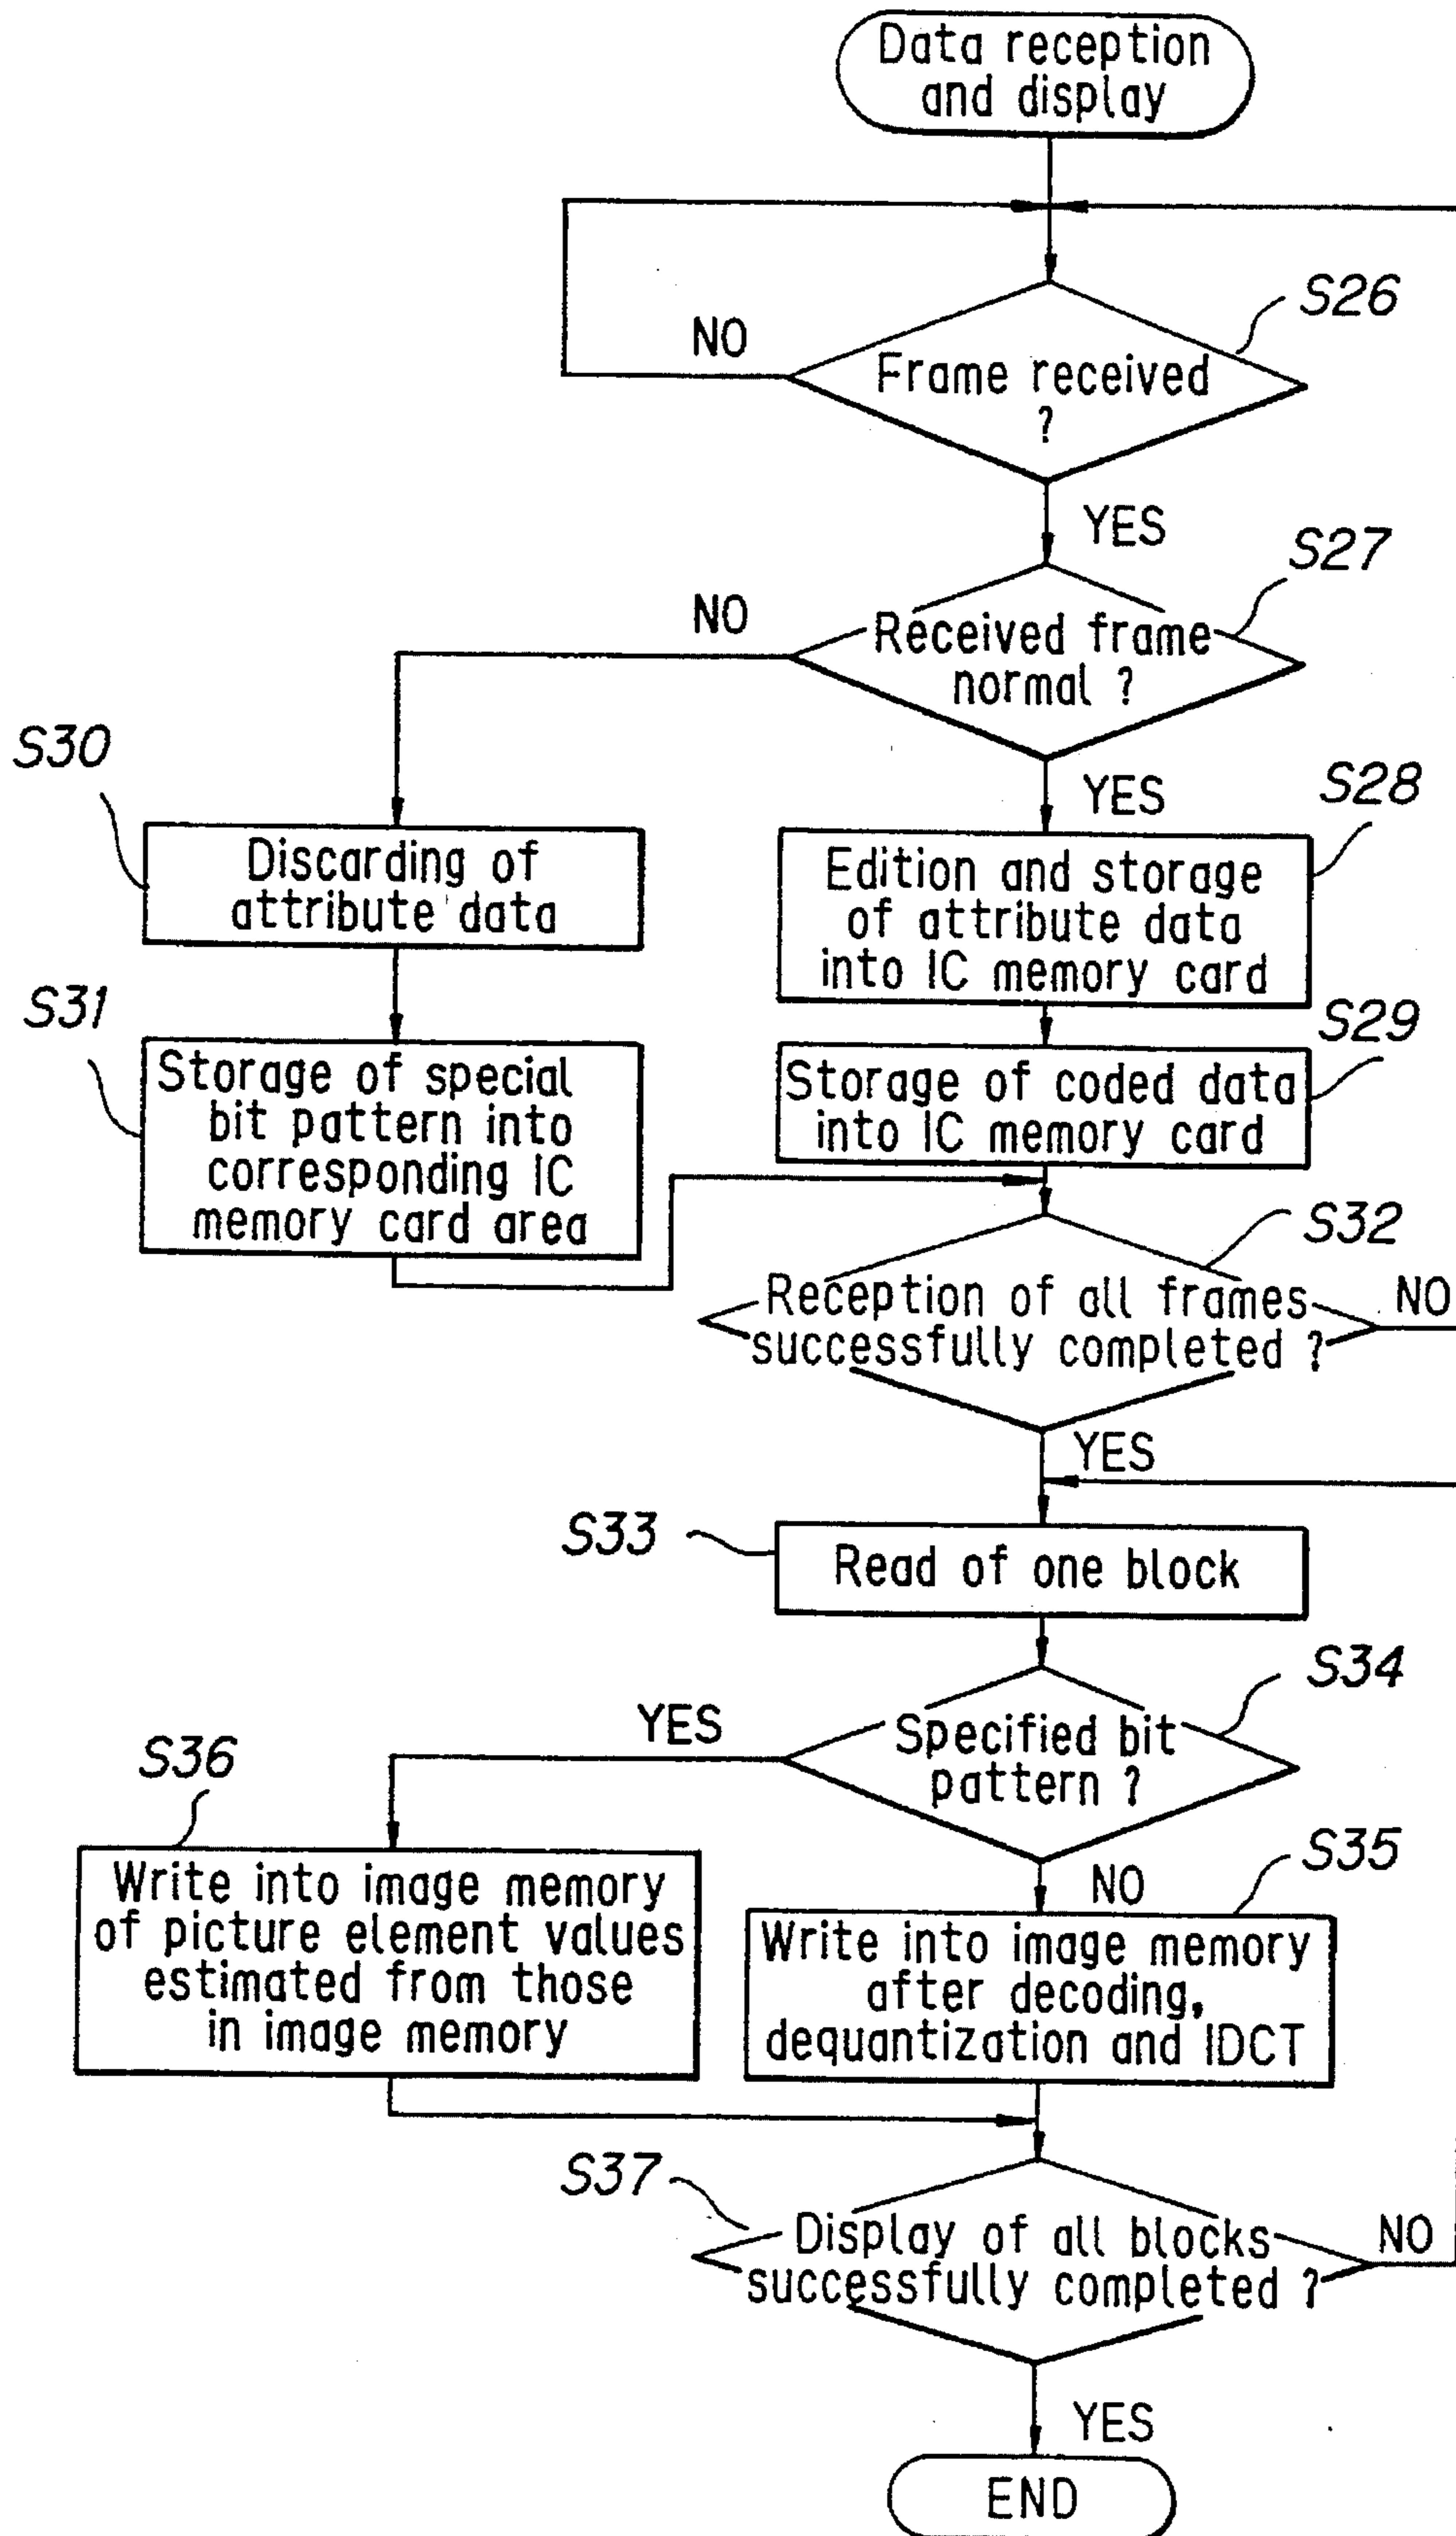 Data reception
and display
S26
NO
Frame received
?
YES
S27
NO
Received frame
normal ?
S30
YES
S28
Discarding of
attribute data
Edition and storage
of attribute data
into IC memory card
S31
S29
Storage of special
bit pattern into
corresponding IC
memory card area
Storage of coded data
into IC memory card
S32
Reception of all frames
successfully completed ?
NO
YES
S33
Read of one block
S34
YES
Specified bit
pattern ?
S36
S35
NO
Write into image memory
of picture element values
estimated from those
in image memory
Write into image memory
after decoding,
dequantization and IDCT
S37
Display of all blocks
successfully completed ?
NO
YES
END